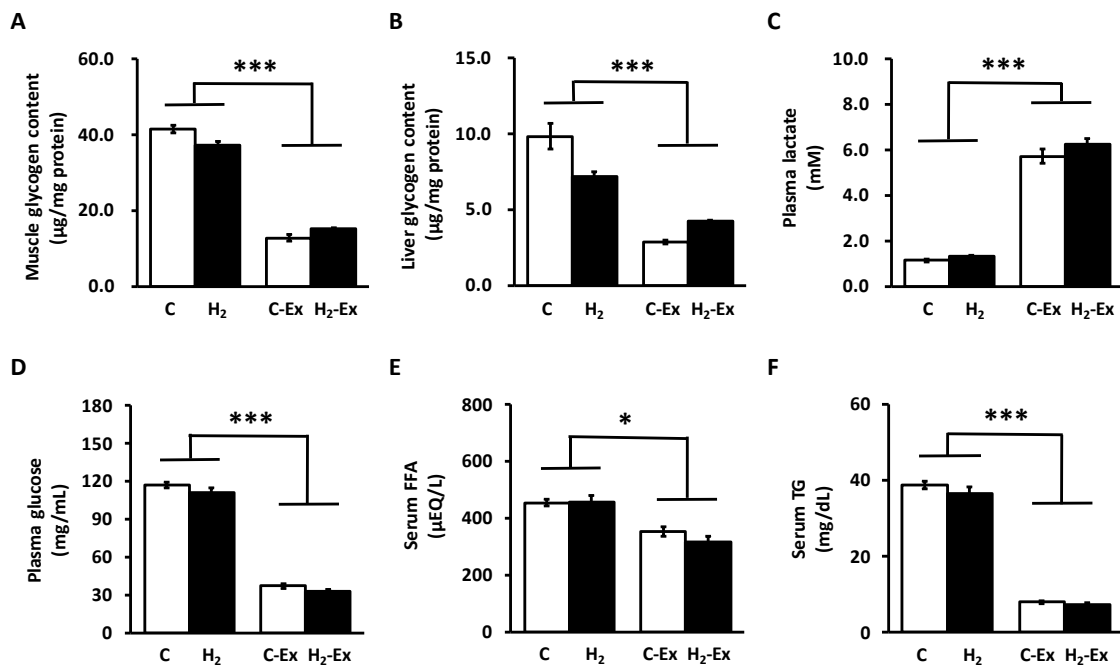 A
Muscle glycogen content
(µg/mg protein)
60.0
40.0
20.0
0.0
***
C
H₂
C-Ex
H₂-Ex
B
Liver glycogen content
(µg/mg protein)
15.0
10.0
5.0
0.0
***
C
H₂
C-Ex
H₂-Ex
C
Plasma lactate
(mM)
10.0
8.0
6.0
4.0
2.0
0.0
***
C
H₂
C-Ex
H₂-Ex
D
Plasma glucose
(mg/mL)
180
150
120
90
60
30
0
***
C
H₂
C-Ex
H₂-Ex
E
Serum FFA
(µEQ/L)
800
600
400
200
0
*
C
H₂
C-Ex
H₂-Ex
F
Serum TG
(mg/dL)
60
40
20
0
***
C
H₂
C-Ex
H₂-Ex